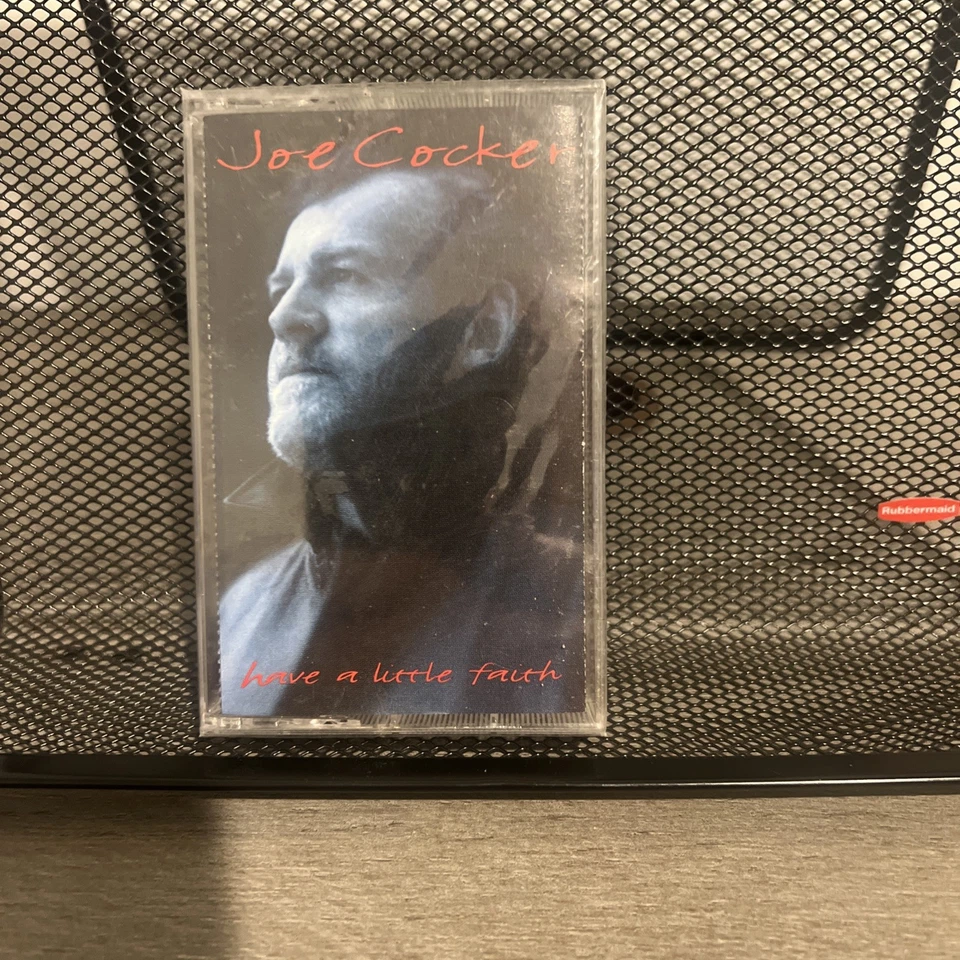 Joe Cocker
have a little faith
Rubbermaid